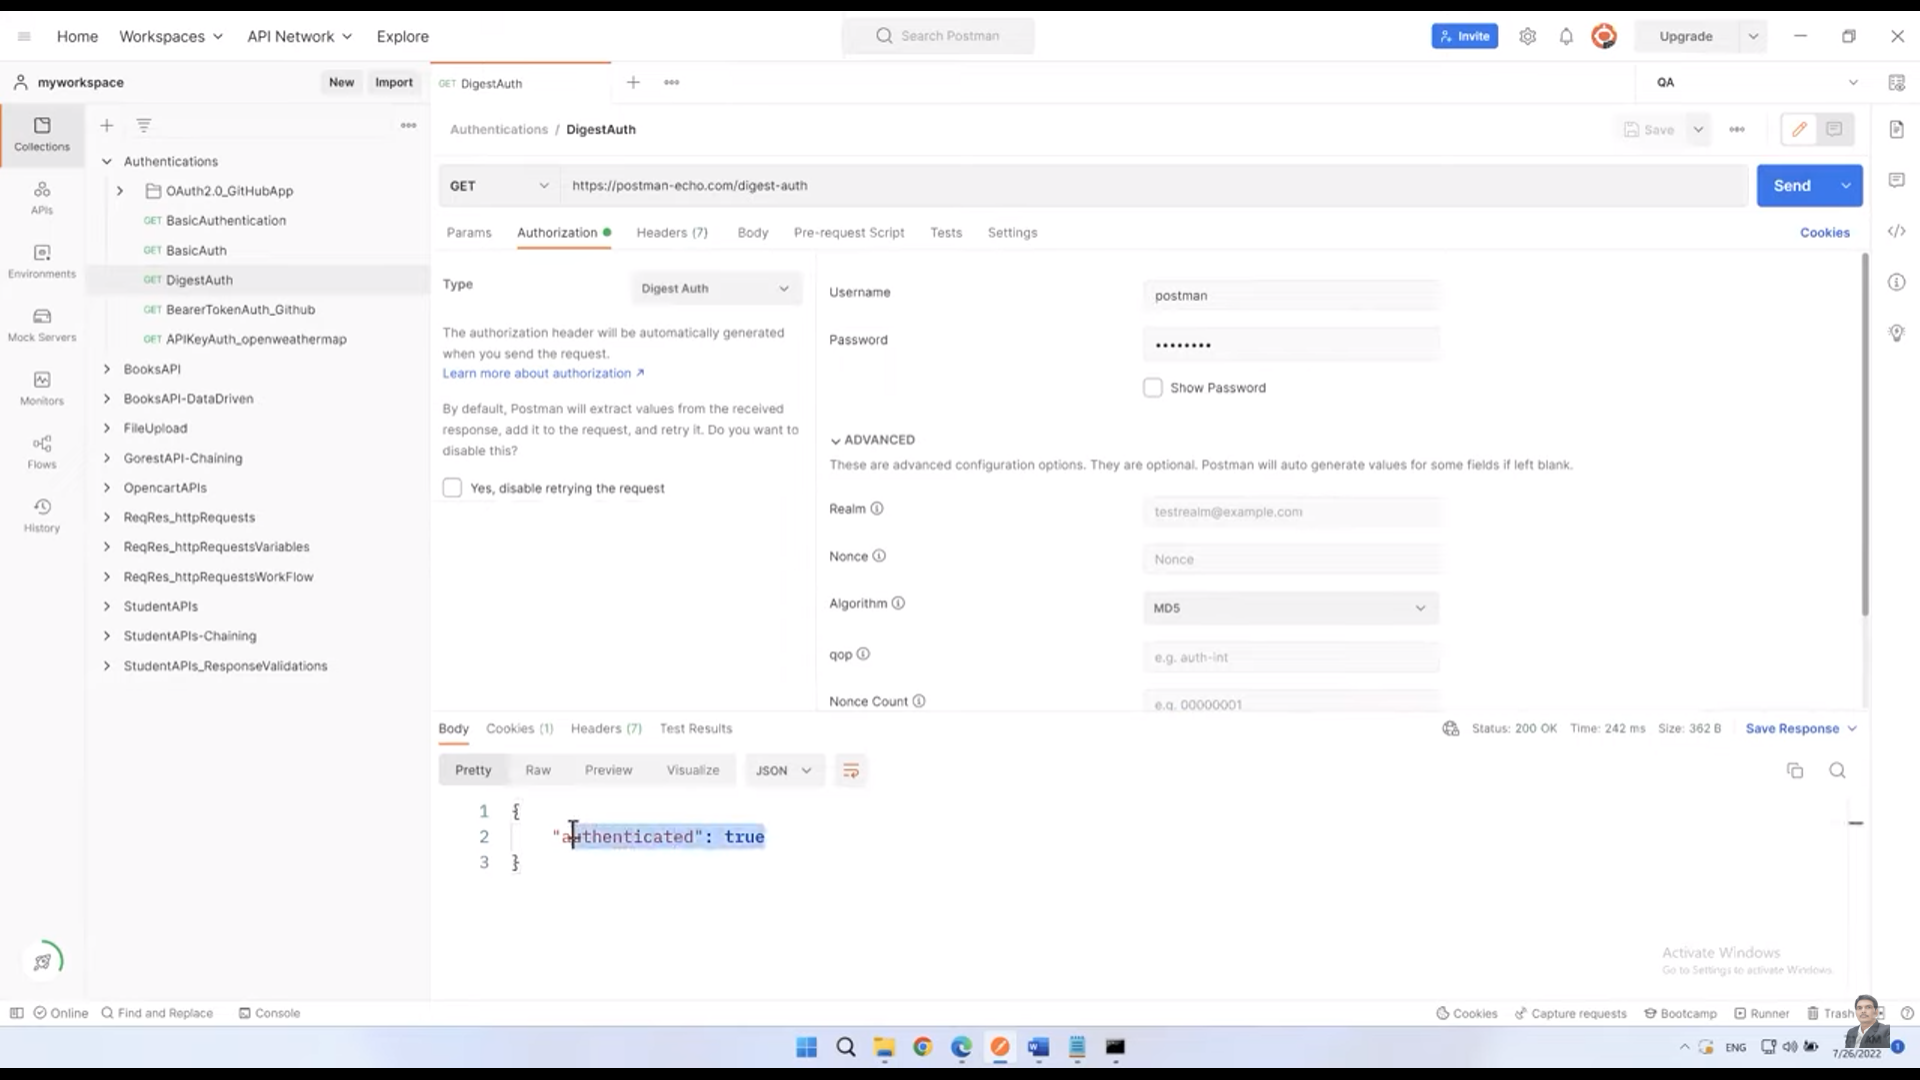 Home Workspaces API Network Explore Search Postman Invite Upgrade
myworkspace New Import GET DigestAuth QA
Authentications / DigestAuth Save
Collections
Authentications
OAuth2.0_GitHubApp
GET BasicAuthentication
GET BasicAuth
GET DigestAuth
GET BearerTokenAuth_Github
GET APIKeyAuth_openweathermap
BooksAPI
BooksAPI-DataDriven
FileUpload
GorestAPI-Chaining
OpencartAPIs
ReqRes_httpRequests
ReqRes_httpRequestsVariables
ReqRes_httpRequestsWorkFlow
StudentAPIs
StudentAPIs-Chaining
StudentAPIs_ResponseValidations
APIs
Environments
Mock Servers
Monitors
Flows
History
GET https://postman-echo.com/digest-auth Send
Params Authorization Headers (7) Body Pre-request Script Tests Settings Cookies
Type Digest Auth
The authorization header will be automatically generated
when you send the request.
Learn more about authorization ↗
By default, Postman will extract values from the received
response, add it to the request, and retry it. Do you want to
disable this?
Yes, disable retrying the request
Username postman
Password ••••••••
Show Password
ADVANCED
These are advanced configuration options. They are optional. Postman will auto generate values for some fields if left blank.
Realm testrealm@example.com
Nonce Nonce
Algorithm MD5
qop e.g. auth-int
Nonce Count e.g. 00000001
Body Cookies (1) Headers (7) Test Results Status: 200 OK Time: 242 ms Size: 362 B Save Response
Pretty Raw Preview Visualize JSON
1 {
2 "authenticated": true
3 }
Activate Windows
Go to Settings to activate Windows.
Online Find and Replace Console Cookies Capture requests Bootcamp Runner Trash
ENG
7/26/2022 1